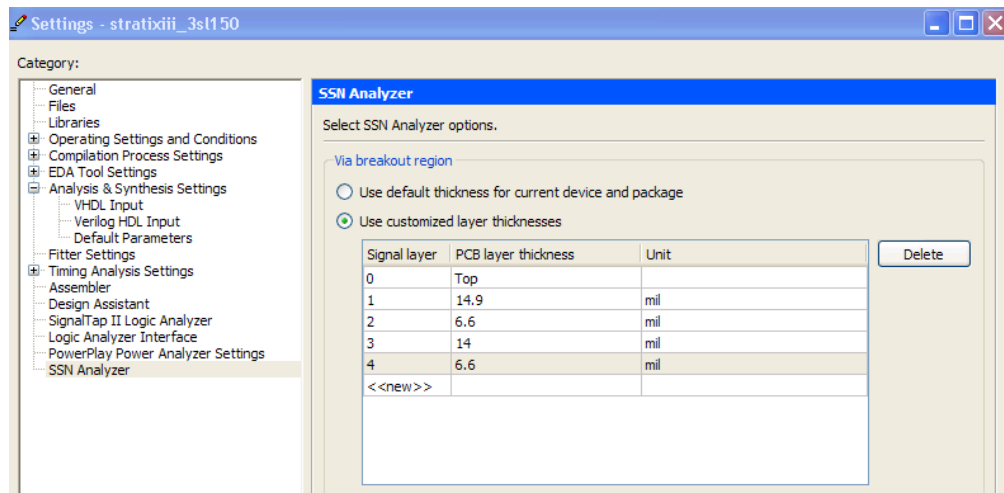 Settings - stratixiii_3sl150
Category:
General
Files
Libraries
Operating Settings and Conditions
Compilation Process Settings
EDA Tool Settings
Analysis & Synthesis Settings
VHDL Input
Verilog HDL Input
Default Parameters
Fitter Settings
Timing Analysis Settings
Assembler
Design Assistant
SignalTap II Logic Analyzer
Logic Analyzer Interface
PowerPlay Power Analyzer Settings
SSN Analyzer
SSN Analyzer
Select SSN Analyzer options.
Via breakout region
Use default thickness for current device and package
Use customized layer thicknesses
Signal layer PCB layer thickness Unit
0 Top
1 14.9 mil
2 6.6 mil
3 14 mil
4 6.6 mil
<<new>>
Delete